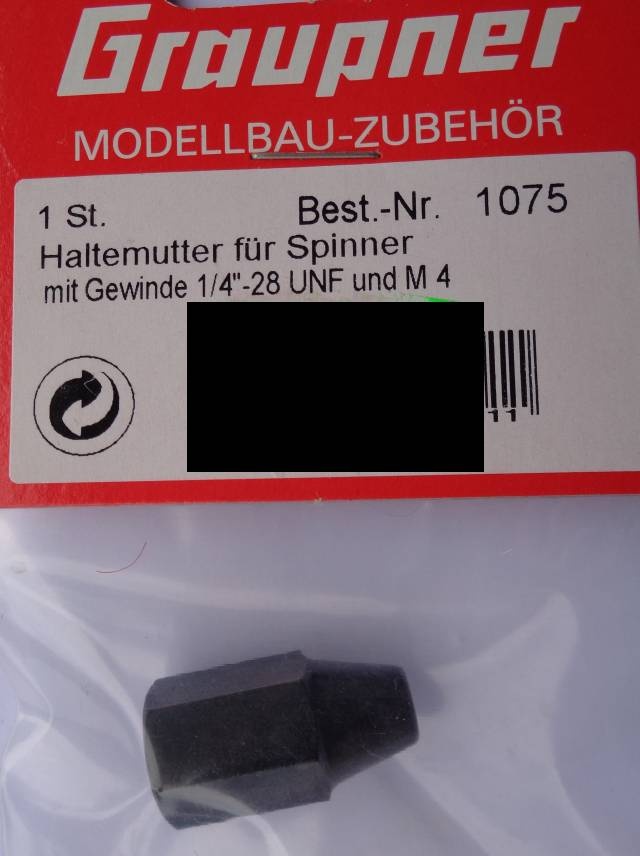 Graupner
MODELLBAU-ZUBEHÖR
1 St. Best.-Nr. 1075
Haltemutter für Spinner
mit Gewinde 1/4"-28 UNF und M 4
11